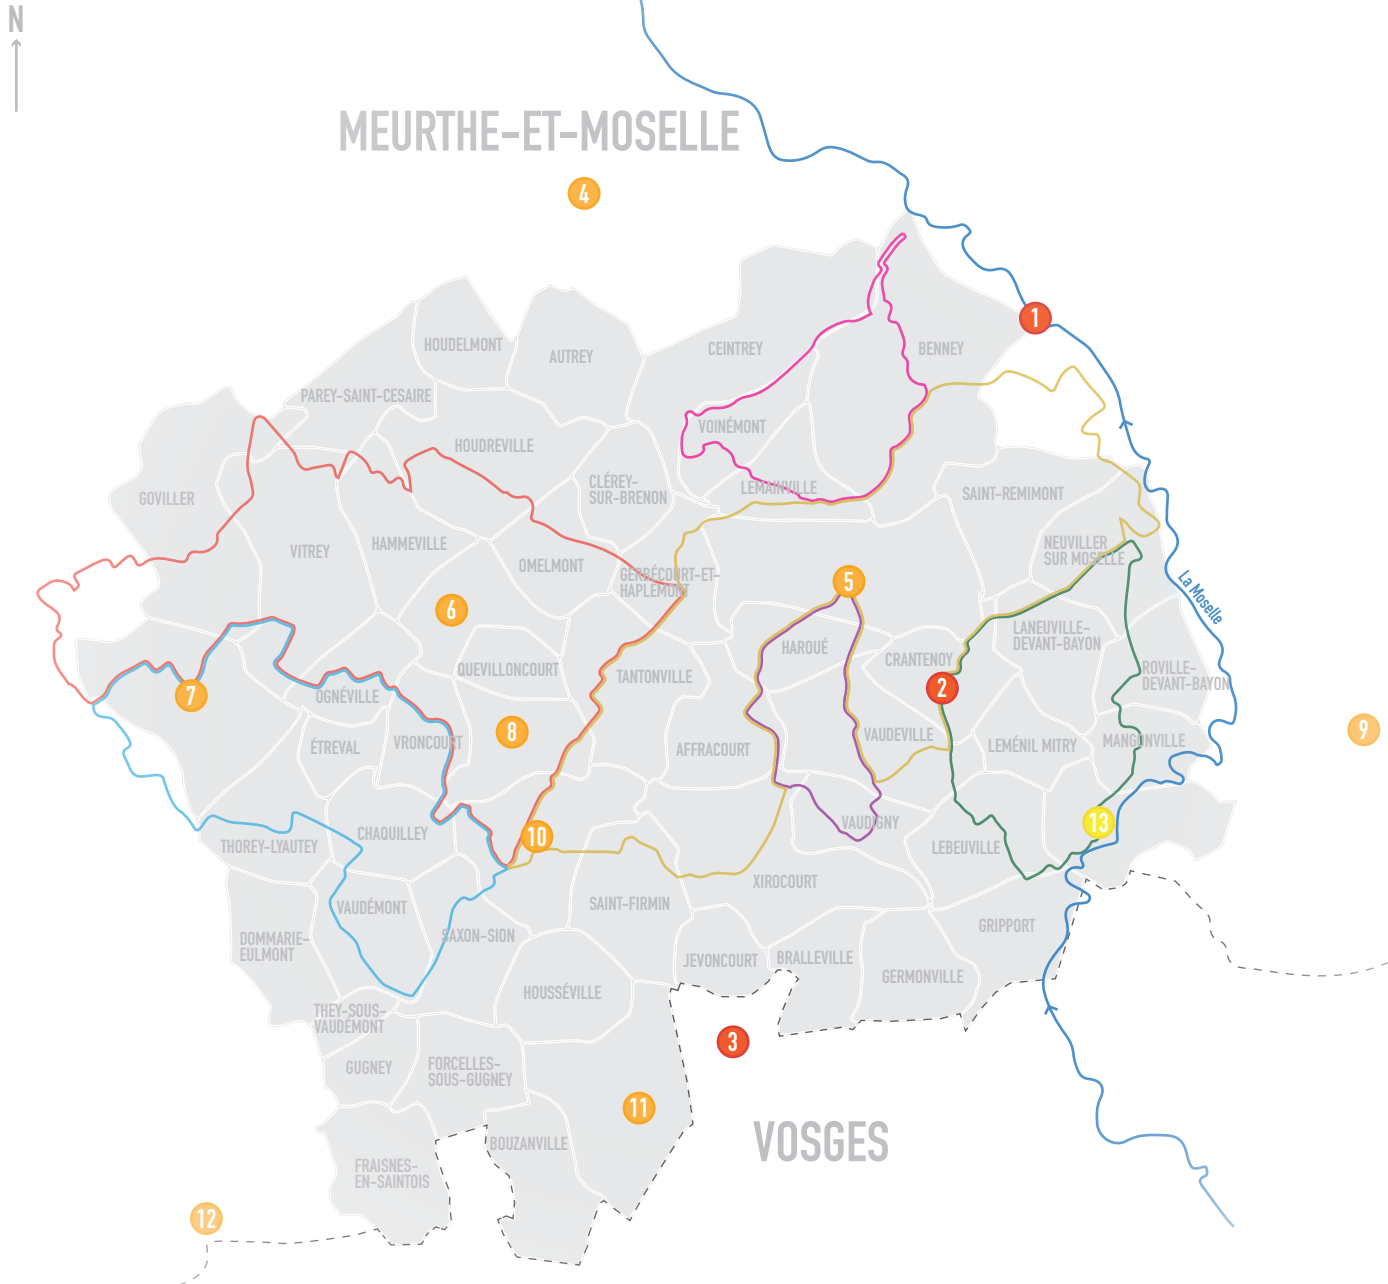 N
MEURTHE-ET-MOSELLE
4
1
HOUDELMONT
AUTREY
CEINTREY
BENNEY
PAREY-SAINT-CESAIRE
VOINÉMONT
HOUDREVILLE
CLÉREY-
SUR-BRENON
LEMAINVILLE
SAINT-REMIMONT
GOVILLER
VITREY
HAMMEVILLE
OMELMONT
GERBÉCOURT-ET-
HAPLEMONT
NEUVILLER
SUR MOSELLE
La Moselle
5
6
HAROUÉ
CRANTENOY
LANEUVILLE-
DEVANT-BAYON
ROVILLE-
DEVANT-BAYON
QUEVILLONCOURT
TANTONVILLE
2
7
OGNÉVILLE
8
9
ÉTREVAL
VRONCOURT
AFFRACOURT
VAUDEVILLE
LEMÉNIL MITRY
MANGONVILLE
THOREY-LYAUTEY
CHAQUILLEY
10
VAUDIGNY
13
LEBEUVILLE
XIROCOURT
VAUDÉMONT
SAINT-FIRMIN
GRIPPORT
DOMMARIE-
EULMONT
SAXON-SION
JEVONCOURT
BRALLEVILLE
GERMONVILLE
HOUSSÉVILLE
THEY-SOUS-
VAUDÉMONT
3
GUGNEY
FORCELLES-
SOUS-GUGNEY
11
VOSGES
BOUZANVILLE
FRAISNES-
EN-SAINTOIS
12